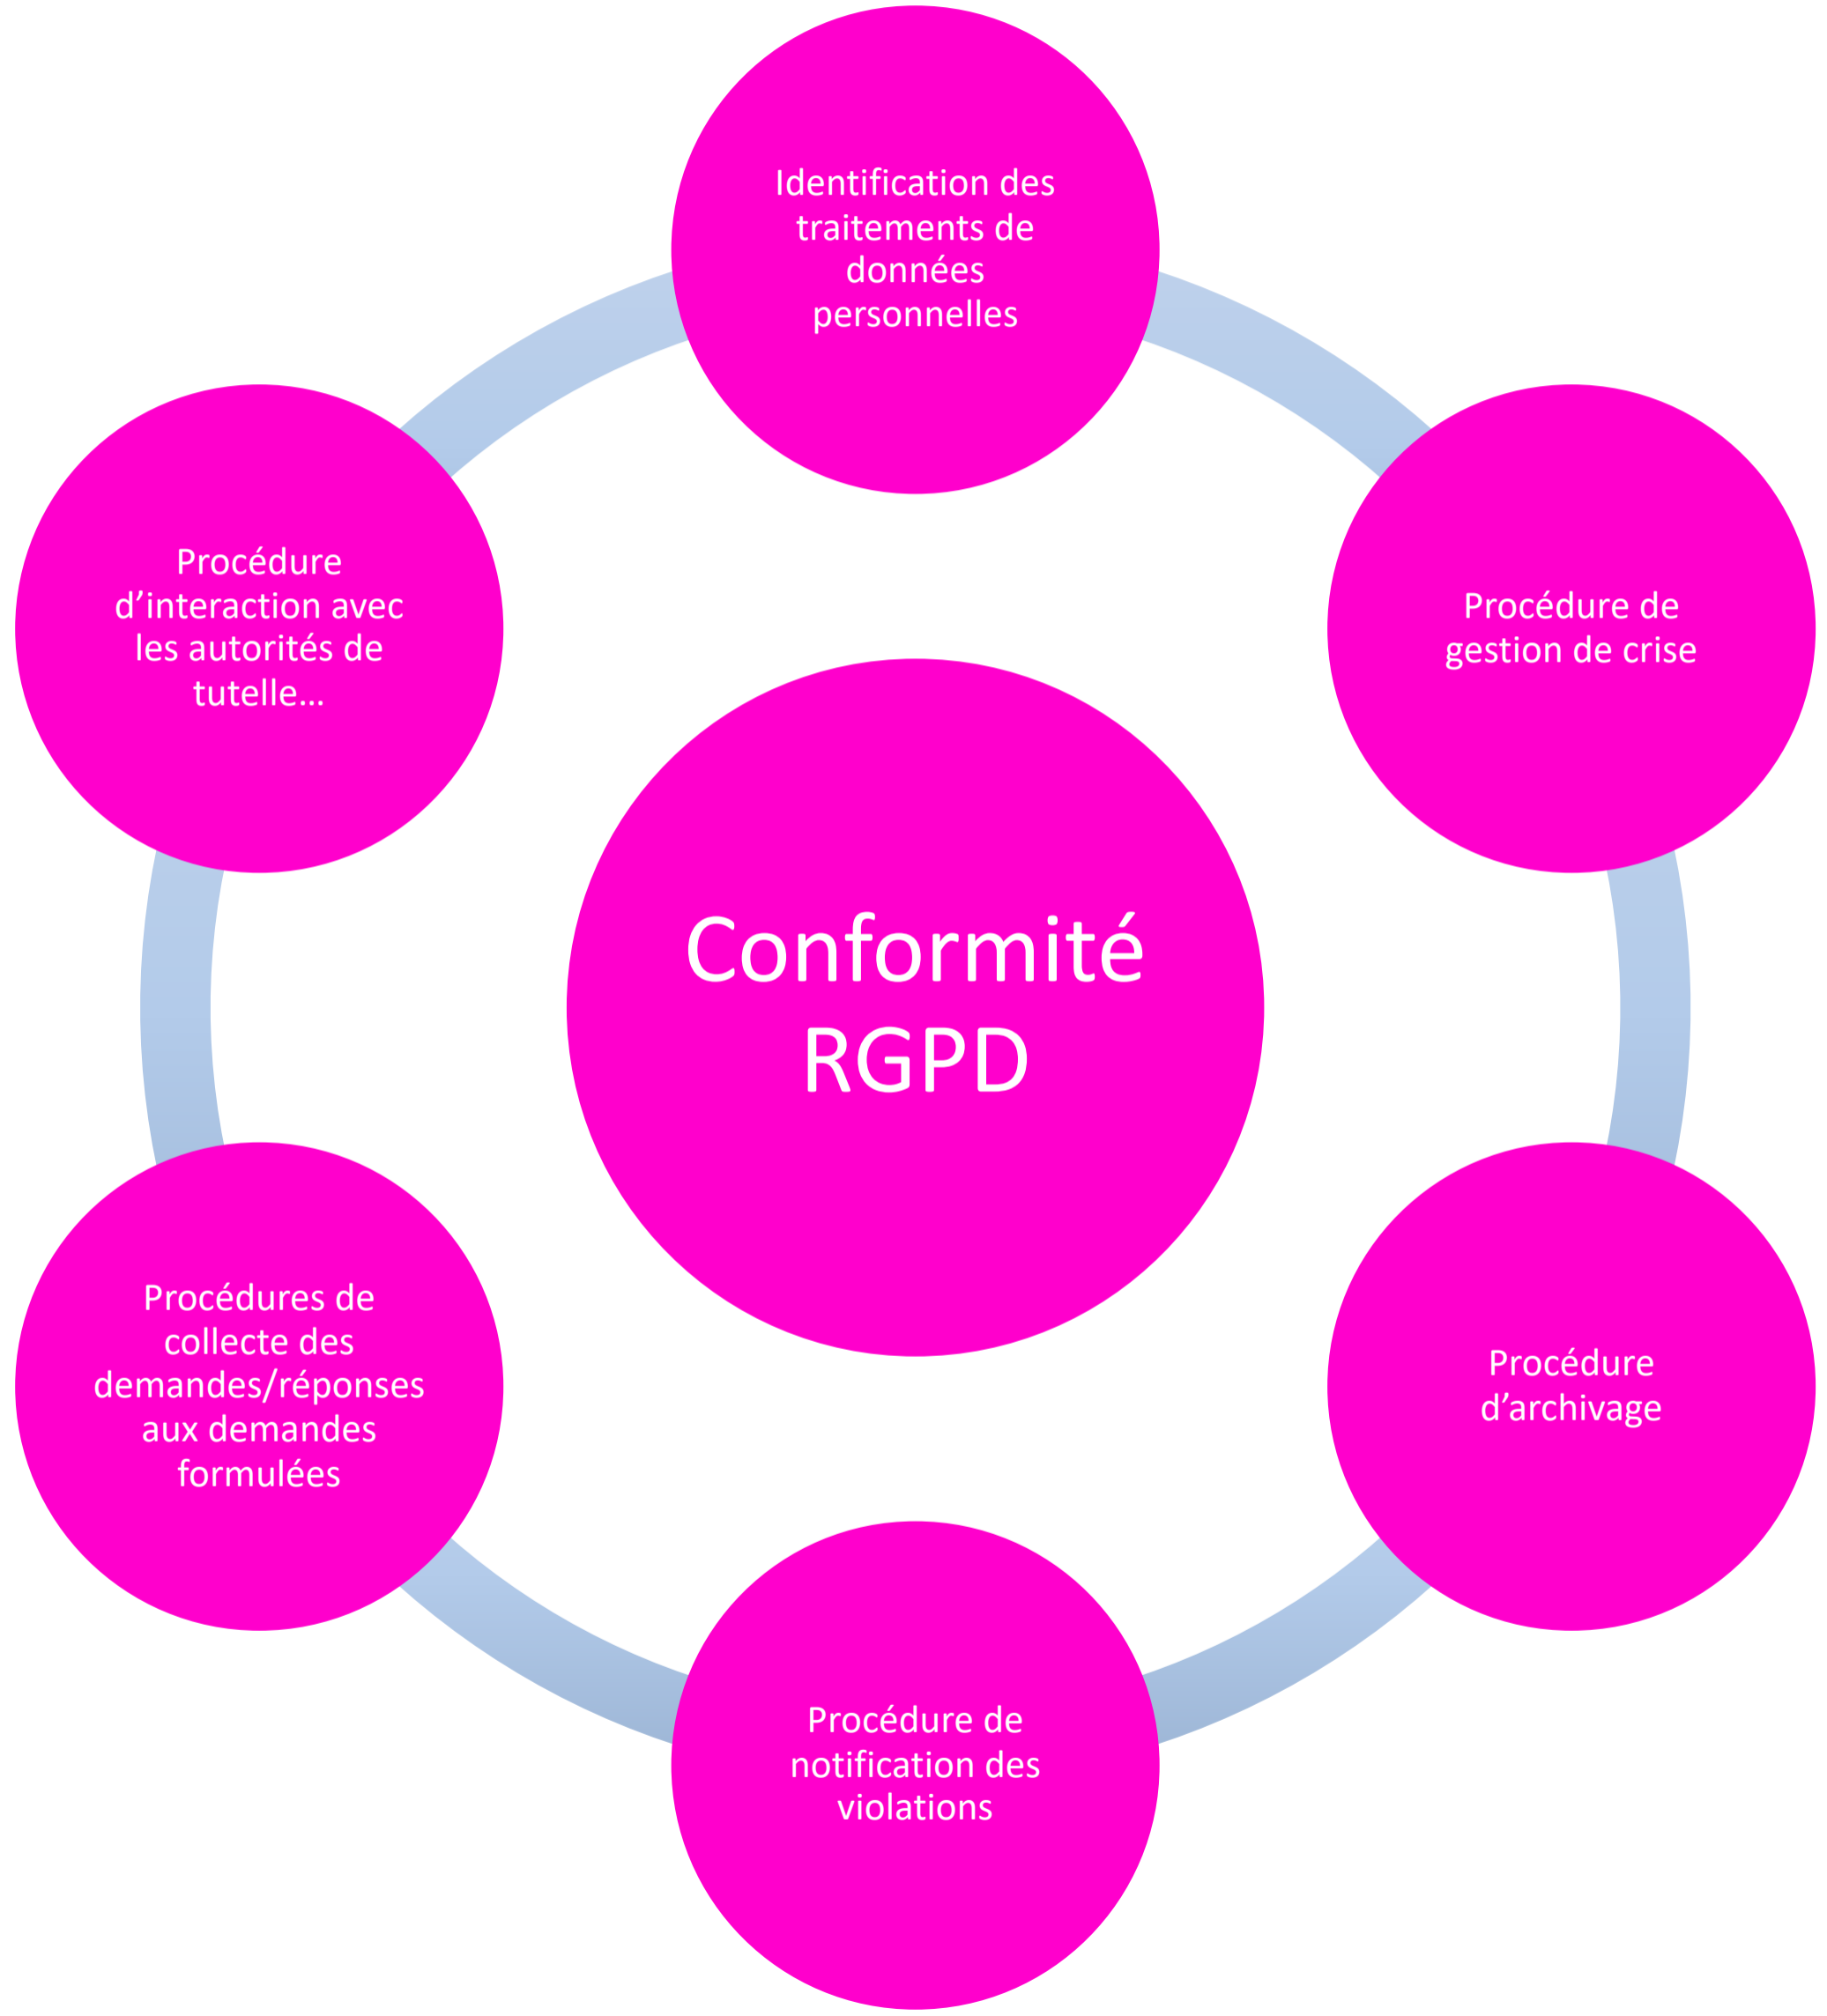 Identification des
traitements de
données
personnelles
Procédure
d’interaction avec
les autorités de
tutelle…
Procédure de
gestion de crise
Conformité
RGPD
Procédures de
collecte des
demandes/réponses
aux demandes
formulées
Procédure
d’archivage
Procédure de
notification des
violations